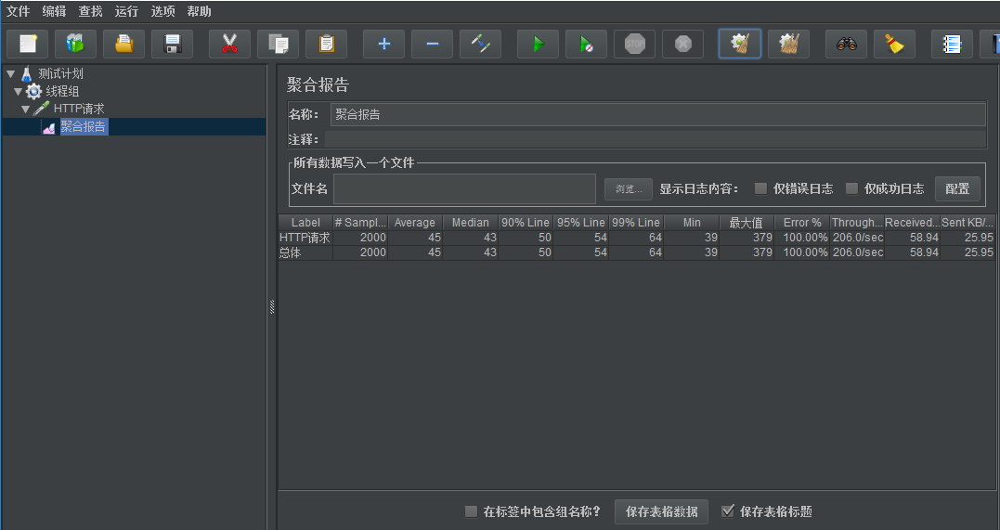 文件 编辑 查找 运行 选项 帮助
STOP
测试计划
线程组
HTTP请求
聚合报告
聚合报告
名称： 聚合报告
注释：
所有数据写入一个文件
文件名 浏览... 显示日志内容： 仅错误日志 仅成功日志 配置
Label # Sampl... Average Median 90% Line 95% Line 99% Line Min 最大值 Error % Through... Received... Sent KB/...
HTTP请求 2000 45 43 50 54 64 39 379 100.00% 206.0/sec 58.94 25.95
总体 2000 45 43 50 54 64 39 379 100.00% 206.0/sec 58.94 25.95
在标签中包含组名称? 保存表格数据 保存表格标题